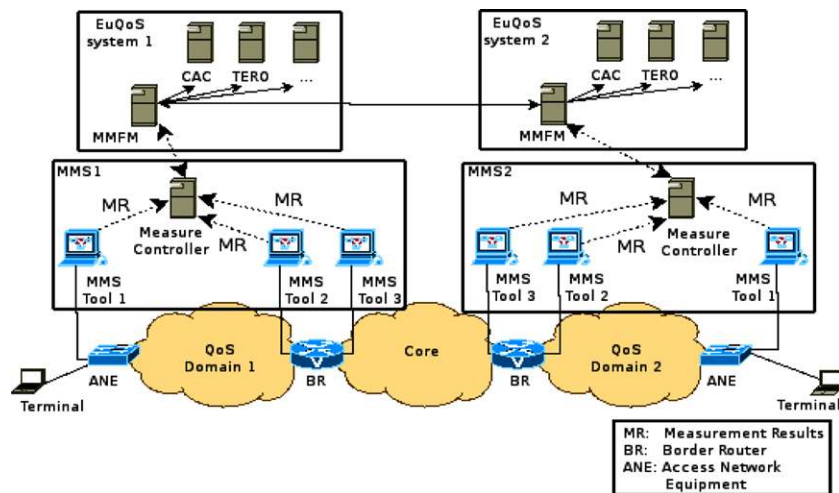 EuQoS
system 1
CAC
TERO
...
MMFM
EuQoS
system 2
CAC
TERO
...
MMFM
MMS1
MR
MR
MR
Measure
Controller
MMS
Tool 1
MMS
Tool 2
MMS
Tool 3
MMS2
MR
MR
MR
Measure
Controller
MMS
Tool 3
MMS
Tool 2
MMS
Tool 1
QoS
Domain 1
Core
QoS
Domain 2
ANE
BR
BR
ANE
Terminal
Terminal
MR: Measurement Results
BR: Border Router
ANE: Access Network
Equipment